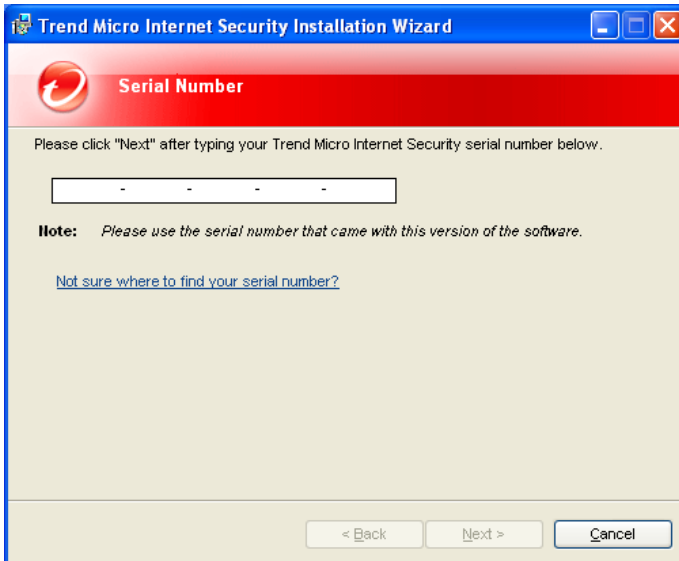 Trend Micro Internet Security Installation Wizard
Serial Number
Please click "Next" after typing your Trend Micro Internet Security serial number below.
- - - -
Note: Please use the serial number that came with this version of the software.
Not sure where to find your serial number?
< Back Next > Cancel